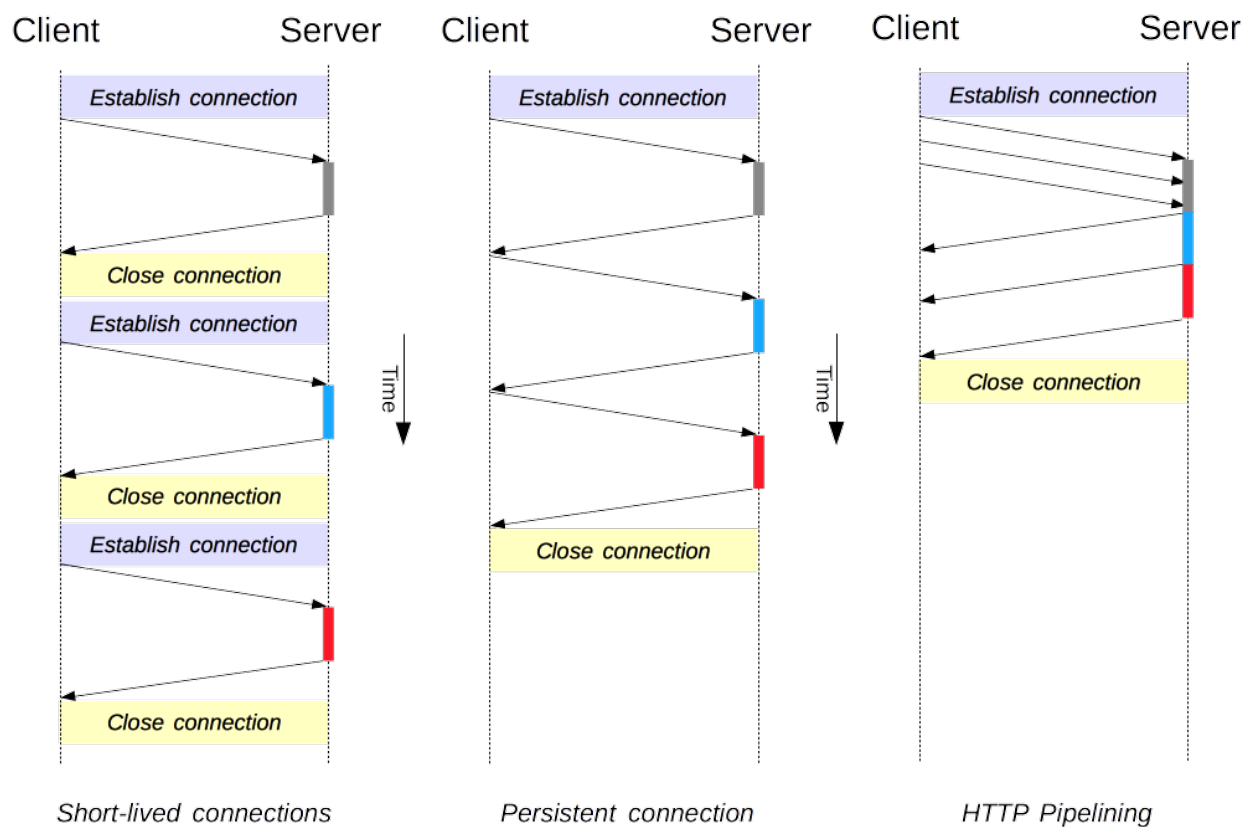 Client Server
Establish connection
Close connection
Establish connection
Close connection
Establish connection
Close connection
Short-lived connections
Time
Client Server
Establish connection
Close connection
Persistent connection
Time
Client Server
Establish connection
Close connection
HTTP Pipelining